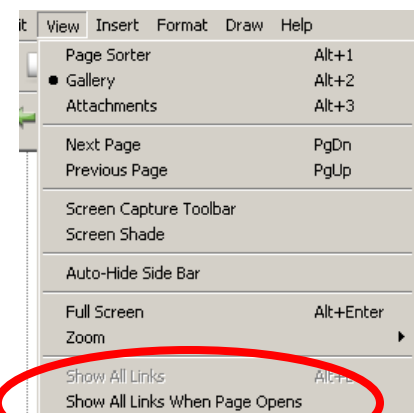 it View Insert Format Draw Help
Page Sorter Alt+1
Gallery Alt+2
Attachments Alt+3
Next Page PgDn
Previous Page PgUp
Screen Capture Toolbar
Screen Shade
Auto-Hide Side Bar
Full Screen Alt+Enter
Zoom
Show All Links
Show All Links When Page Opens